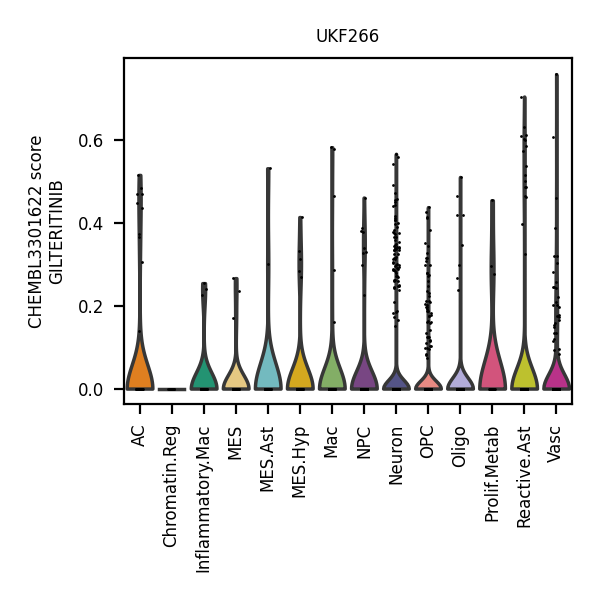 UKF266
CHEMBL3301622 score
GILTERITINIB
0.6
0.4
0.2
0.0
AC
Chromatin.Reg
Inflammatory.Mac
MES
MES.Ast
MES.Hyp
Mac
NPC
Neuron
OPC
Oligo
Prolif.Metab
Reactive.Ast
Vasc